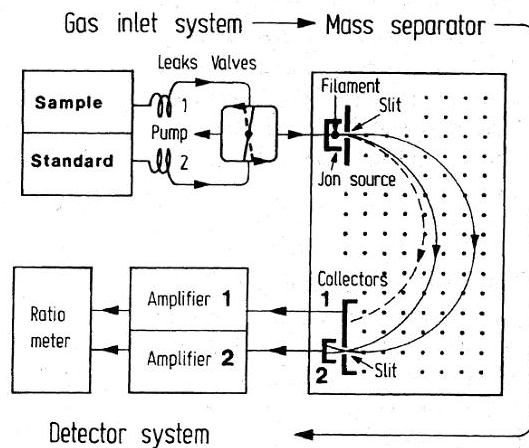 Gas inlet system
Mass separator
Leaks Valves
Sample
1
Pump
Standard
2
Filament
Slit
Jon source
Collectors
1
2
Slit
Ratio
meter
Amplifier 1
Amplifier 2
Detector system